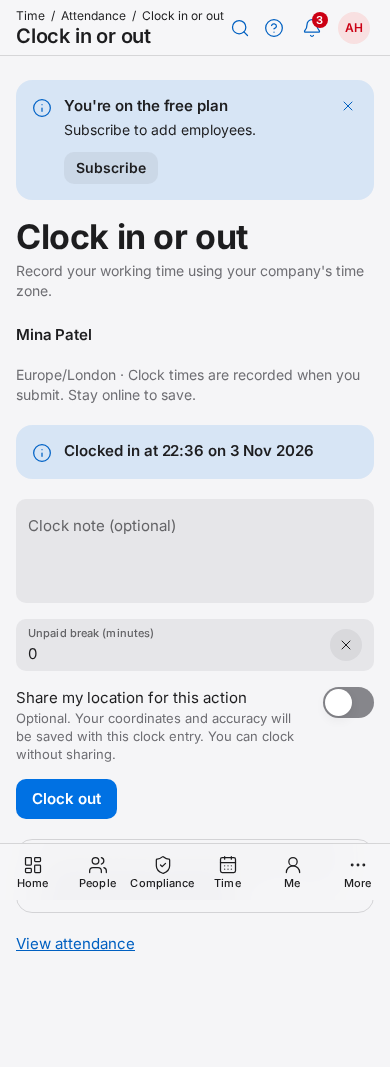 Time / Attendance / Clock in or out
Clock in or out
3
AH
You're on the free plan
Subscribe to add employees.
Subscribe
Clock in or out
Record your working time using your company's time
zone.
Mina Patel
Europe/London · Clock times are recorded when you
submit. Stay online to save.
Clocked in at 22:36 on 3 Nov 2026
Clock note (optional)
Unpaid break (minutes)
0
Share my location for this action
Optional. Your coordinates and accuracy will
be saved with this clock entry. You can clock
without sharing.
Clock out
Home People Compliance Time Me More
View attendance